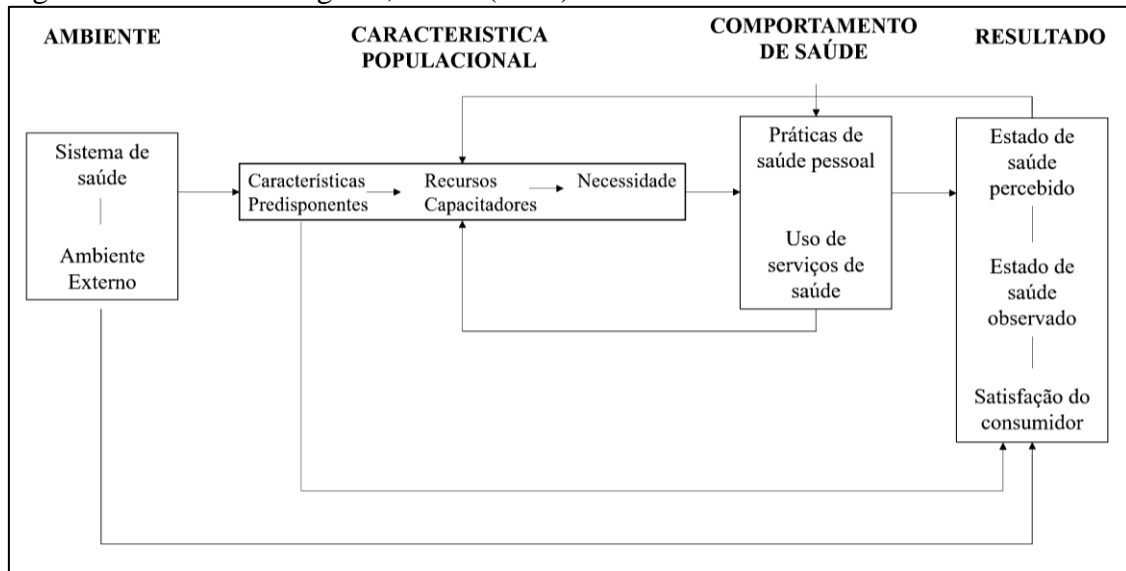 AMBIENTE
CARACTERISTICA
POPULACIONAL
COMPORTAMENTO
DE SAÚDE
RESULTADO
Sistema de
saúde
Ambiente
Externo
Características
Predisponentes
Recursos
Capacitadores
Necessidade
Práticas de
saúde pessoal
Uso de
serviços de
saúde
Estado de
saúde
percebido
Estado de
saúde
observado
Satisfação do
consumidor